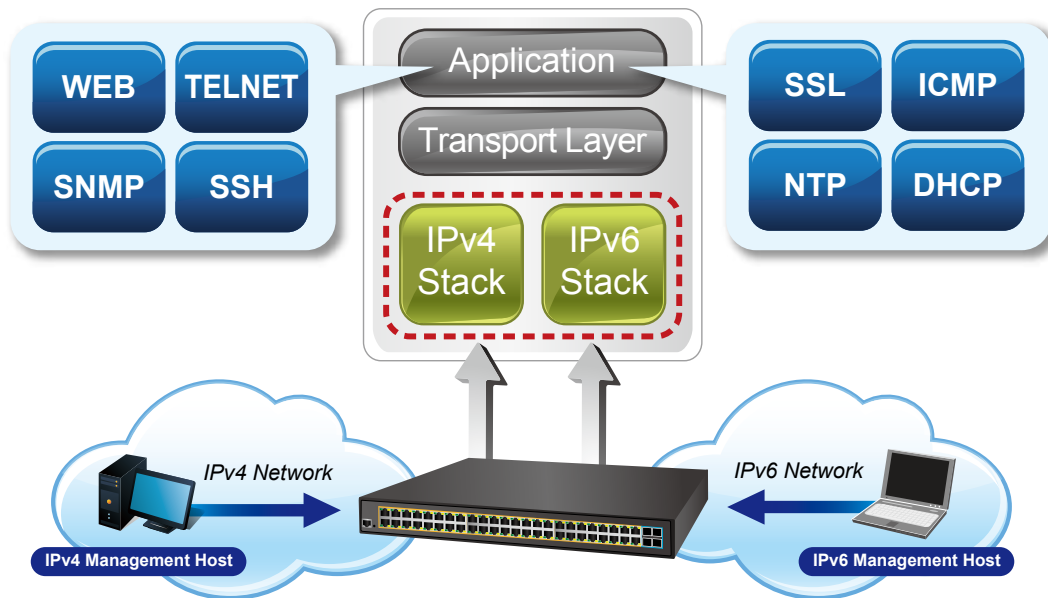 WEB
TELNET
SNMP
SSH
Application
Transport Layer
IPv4
Stack
IPv6
Stack
SSL
ICMP
NTP
DHCP
IPv4 Network
IPv4 Management Host
IPv6 Network
IPv6 Management Host